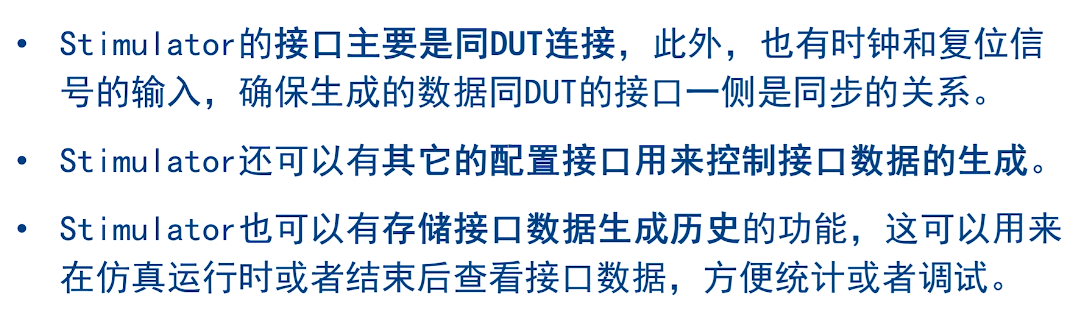 • Stimulator的接口主要是同DUT连接，此外，也有时钟和复位信
号的输入，确保生成的数据同DUT的接口一侧是同步的关系。
• Stimulator还可以有其它的配置接口用来控制接口数据的生成。
• Stimulator也可以有存储接口数据生成历史的功能，这可以用来
在仿真运行时或者结束后查看接口数据，方便统计或者调试。